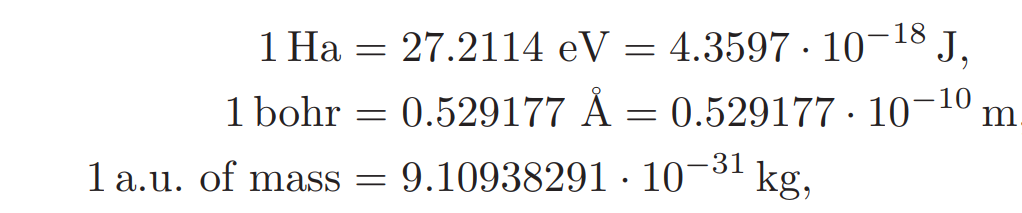 1 Ha = 27.2114 eV = 4.3597 · 10⁻¹⁸ J,
1 bohr = 0.529177 Å = 0.529177 · 10⁻¹⁰ m.
1 a.u. of mass = 9.10938291 · 10⁻³¹ kg,